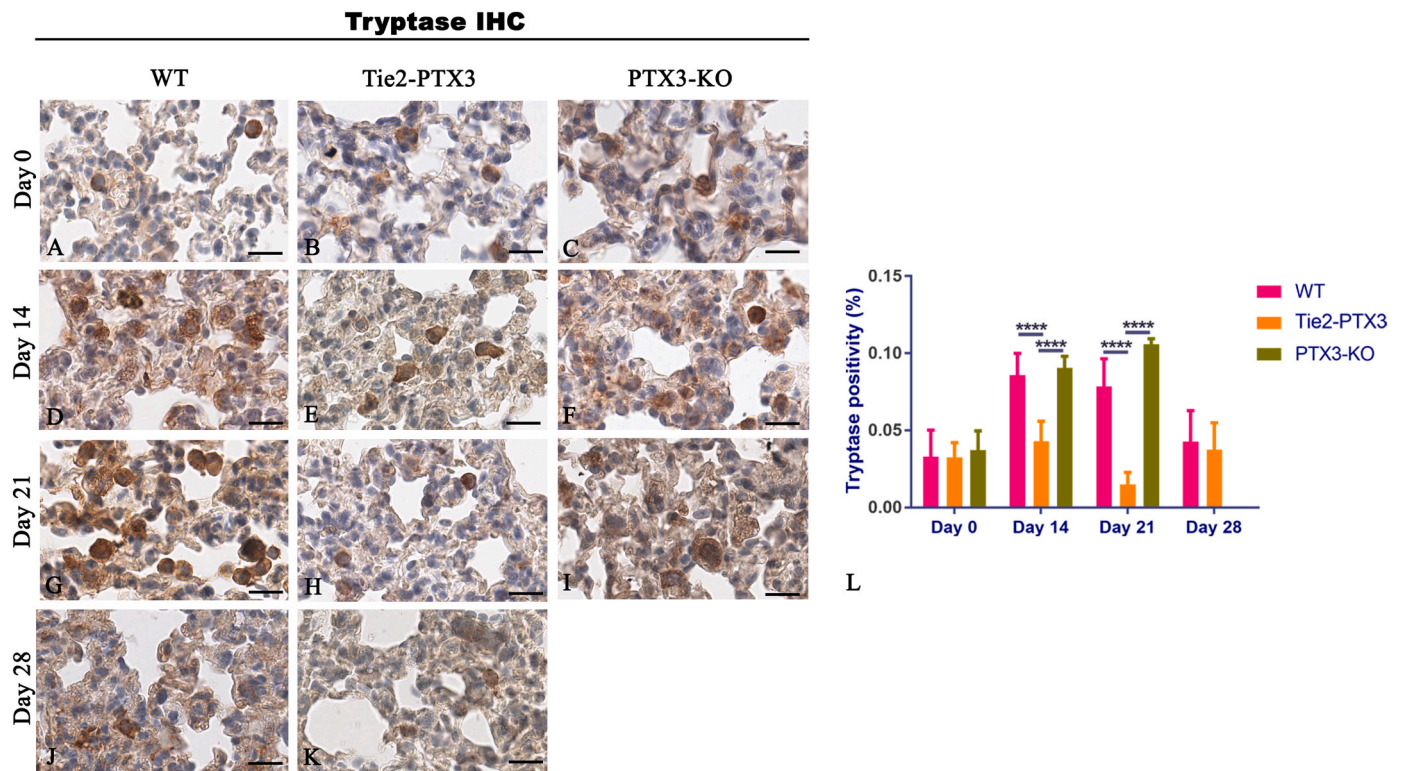 Tryptase IHC
WT Tie2-PTX3 PTX3-KO
Day 0
A B C
Day 14
D E F
Day 21
G H I
Day 28
J K
Tryptase positivity (%)
0.15
0.10
0.05
0.00
**** ****
**** ****
Day 0 Day 14 Day 21 Day 28
WT
Tie2-PTX3
PTX3-KO
L